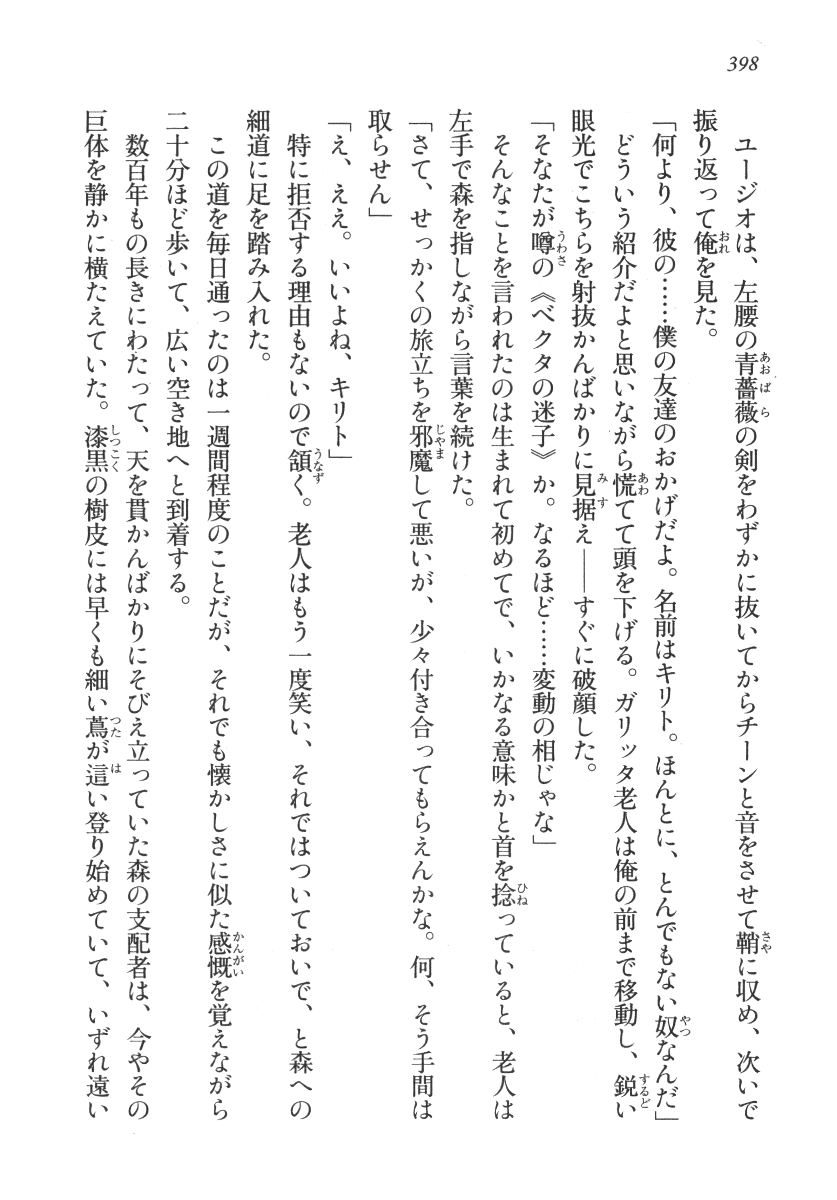 398
ユージオは、左腰の青薔薇の剣をわずかに抜いてからチーンと音をさせて鞘に収め、次いで
振り返って俺を見た。
「何より、彼の……僕の友達のおかげだよ。名前はキリト。ほんとに、とんでもない奴なんだ」
どういう紹介だよと思いながら慌てて頭を下げる。ガリッタ老人は俺の前まで移動し、鋭い
眼光でこちらを射抜かんばかりに見据え――すぐに破顔した。
「そなたが噂の《ベクタの迷子》か。なるほど……変動の相じゃな」
そんなことを言われたのは生まれて初めてで、いかなる意味かと首を捻っていると、老人は
左手で森を指しながら言葉を続けた。
「さて、せっかくの旅立ちを邪魔して悪いが、少々付き合ってもらえんかな。何、そう手間は
取らせん」
「え、ええ。いいよね、キリト」
特に拒否する理由もないので頷く。老人はもう一度笑い、それではついておいで、と森への
細道に足を踏み入れた。
この道を毎日通ったのは一週間程度のことだが、それでも懐かしさに似た感慨を覚えながら
二十分ほど歩いて、広い空き地へと到着する。
数百年もの長きにわたって、天を貫かんばかりにそびえ立っていた森の支配者は、今やその
巨体を静かに横たえていた。漆黒の樹皮には早くも細い蔦が這い登り始めていて、いずれ遠い